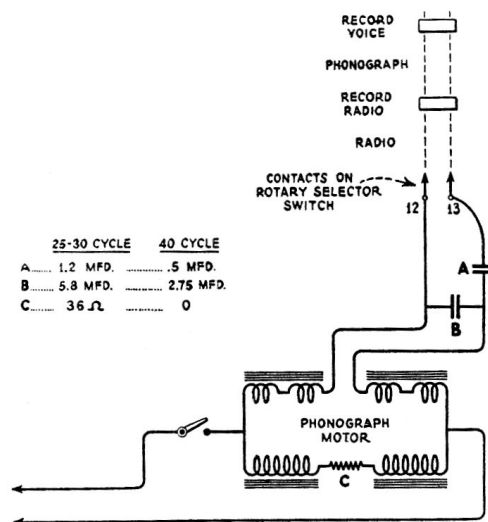 RECORD
VOICE
PHONOGRAPH
RECORD
RADIO
RADIO
CONTACTS ON
ROTARY SELECTOR
SWITCH
12 13
25-30 CYCLE 40 CYCLE
A...... 1.2 MFD. ........... .5 MFD.
B...... 5.8 MFD. ........... 2.75 MFD.
C...... 36 Ω ........... 0
A
B
PHONOGRAPH
MOTOR
C